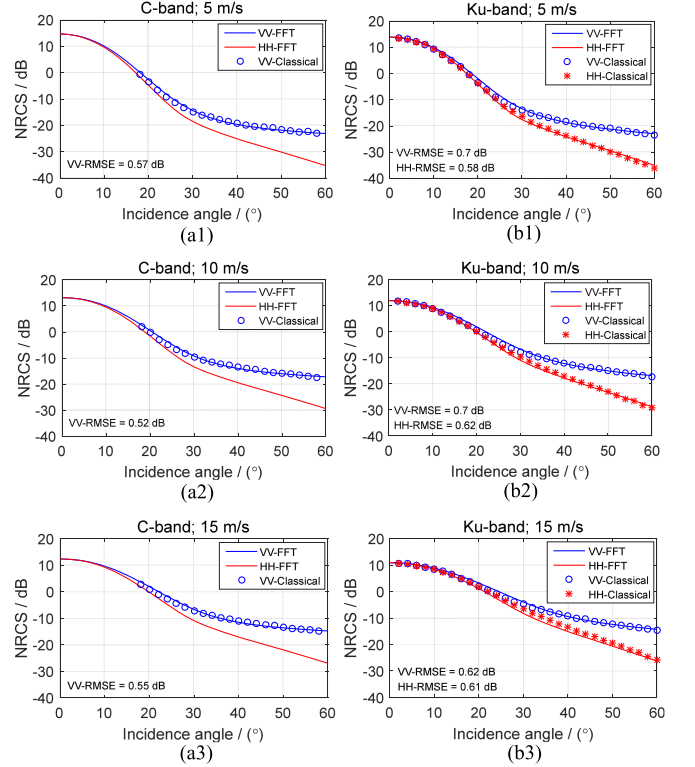 C-band; 5 m/s
20
10
0
-10
-20
-30
-40
NRCS / dB
VV-FFT
HH-FFT
VV-Classical
VV-RMSE = 0.57 dB
0 10 20 30 40 50 60
Incidence angle / (°)
(a1)
Ku-band; 5 m/s
20
10
0
-10
-20
-30
-40
NRCS / dB
VV-FFT
HH-FFT
VV-Classical
HH-Classical
VV-RMSE = 0.7 dB
HH-RMSE = 0.58 dB
0 10 20 30 40 50 60
Incidence angle / (°)
(b1)
C-band; 10 m/s
20
10
0
-10
-20
-30
-40
NRCS / dB
VV-FFT
HH-FFT
VV-Classical
VV-RMSE = 0.52 dB
0 10 20 30 40 50 60
Incidence angle / (°)
(a2)
Ku-band; 10 m/s
20
10
0
-10
-20
-30
-40
NRCS / dB
VV-FFT
HH-FFT
VV-Classical
HH-Classical
VV-RMSE = 0.7 dB
HH-RMSE = 0.62 dB
0 10 20 30 40 50 60
Incidence angle / (°)
(b2)
C-band; 15 m/s
20
10
0
-10
-20
-30
-40
NRCS / dB
VV-FFT
HH-FFT
VV-Classical
VV-RMSE = 0.55 dB
0 10 20 30 40 50 60
Incidence angle / (°)
(a3)
Ku-band; 15 m/s
20
10
0
-10
-20
-30
-40
NRCS / dB
VV-FFT
HH-FFT
VV-Classical
HH-Classical
VV-RMSE = 0.62 dB
HH-RMSE = 0.61 dB
0 10 20 30 40 50 60
Incidence angle / (°)
(b3)